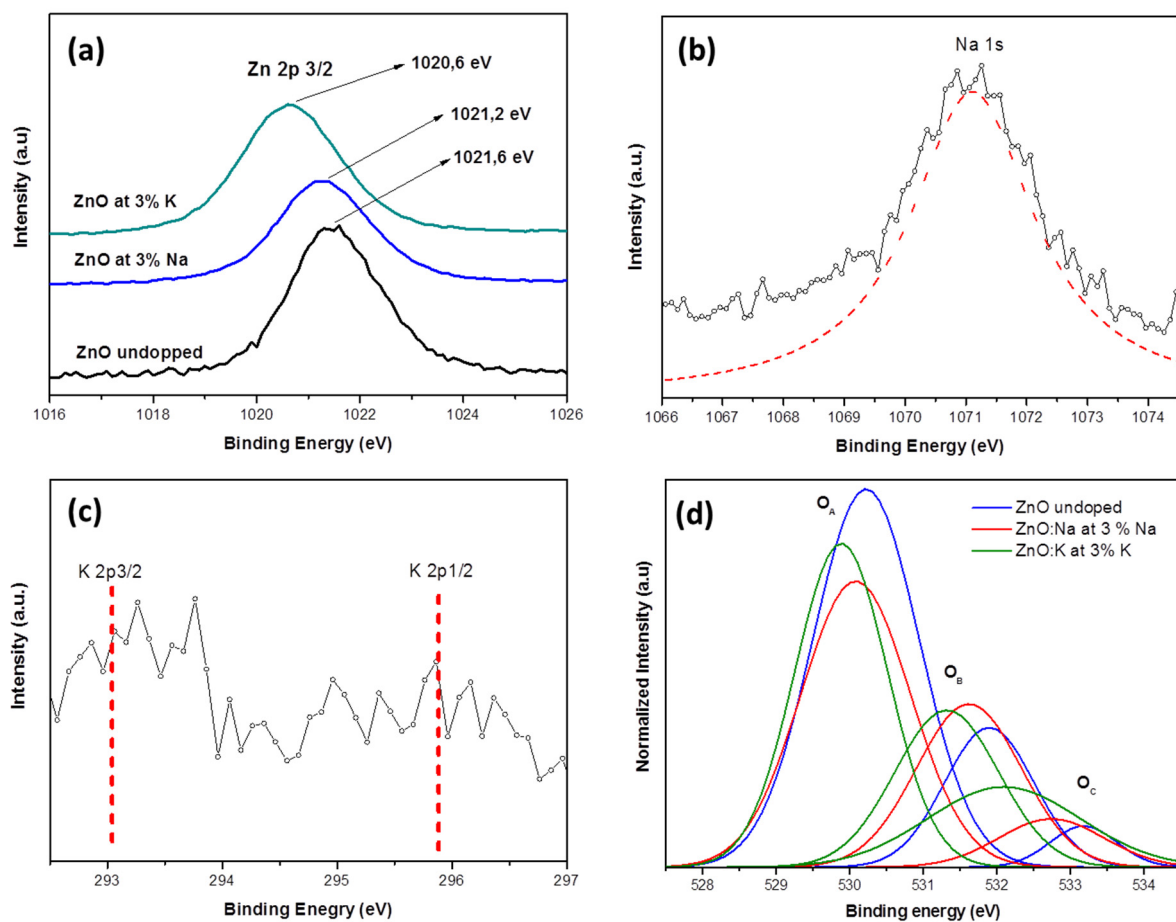 (a)
Zn 2p 3/2
1020,6 eV
1021,2 eV
1021,6 eV
ZnO at 3% K
ZnO at 3% Na
ZnO undopped
Intensity (a.u)
1016 1018 1020 1022 1024 1026
Binding Energy (eV)
(b)
Na 1s
Intensity (a.u.)
1066 1067 1068 1069 1070 1071 1072 1073 1074
Binding Energy (eV)
(c)
K 2p3/2
K 2p1/2
Intensity (a.u.)
293 294 295 296 297
Binding Enegry (eV)
(d)
O_A
O_B
O_C
ZnO undoped
ZnO:Na at 3 % Na
ZnO:K at 3% K
Normalized Intensity (a.u)
528 529 530 531 532 533 534
Binding energy (eV)